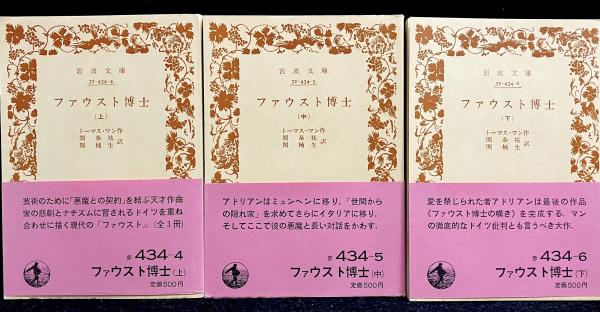 岩波文庫
32-434-4
ファウスト博士
(上)
トーマス・マン作
関泰祐
関楠生 訳
芸術のために「悪魔との契約」を結ぶ天才作曲
家の悲劇とナチズムに冒されるドイツを重ね
合わせに描く現代の「ファウスト」. (全3冊)
赤 434-4
ファウスト博士(上)
定価500円
岩波文庫
32-434-5
ファウスト博士
(中)
トーマス・マン作
関泰祐
関楠生 訳
アドリアンはミュンヘンに移り,「世間から
の隠れ家」を求めてさらにイタリアに移り,
そしてここで彼の悪魔と長い対話をかわす.
赤 434-5
ファウスト博士(中)
定価500円
岩波文庫
32-434-6
ファウスト博士
(下)
トーマス・マン作
関泰祐
関楠生 訳
愛を禁じられた者アドリアンは最後の作品
《ファウスト博士の嘆き》を完成する. マン
の徹底的なドイツ批判とも言うべき大作.
赤 434-6
ファウスト博士(下)
定価500円